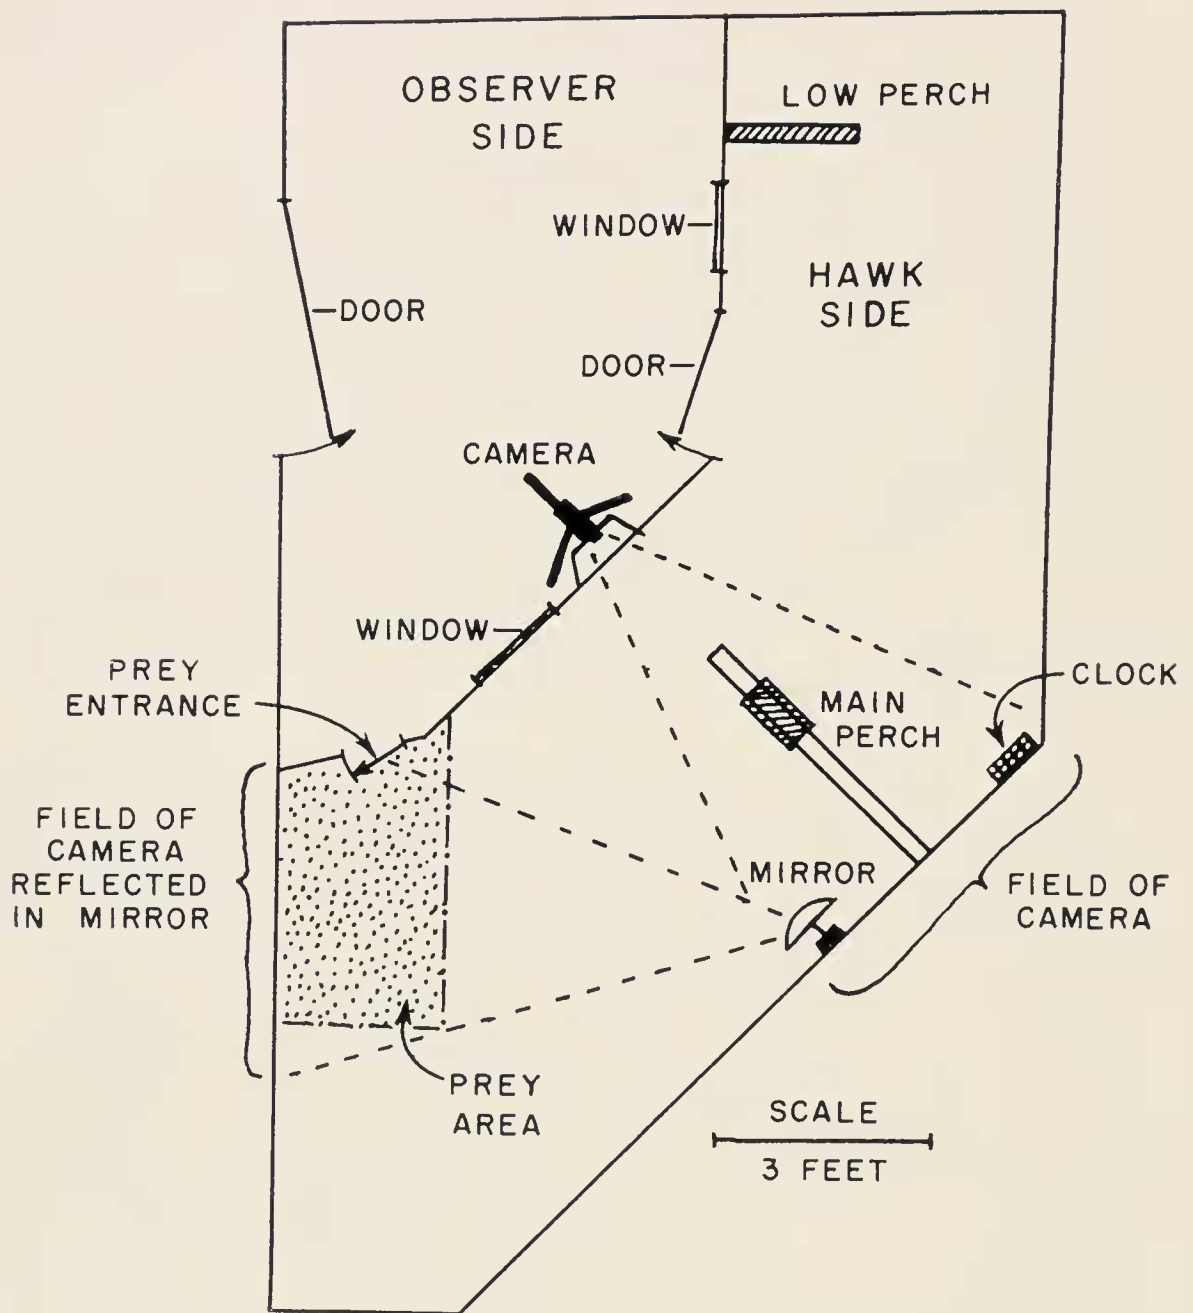 OBSERVER
SIDE
LOW PERCH
WINDOW
HAWK
SIDE
DOOR
DOOR
CAMERA
WINDOW
PREY
ENTRANCE
CLOCK
MAIN
PERCH
FIELD OF
CAMERA
REFLECTED
IN MIRROR
MIRROR
FIELD OF
CAMERA
PREY
AREA
SCALE
3 FEET